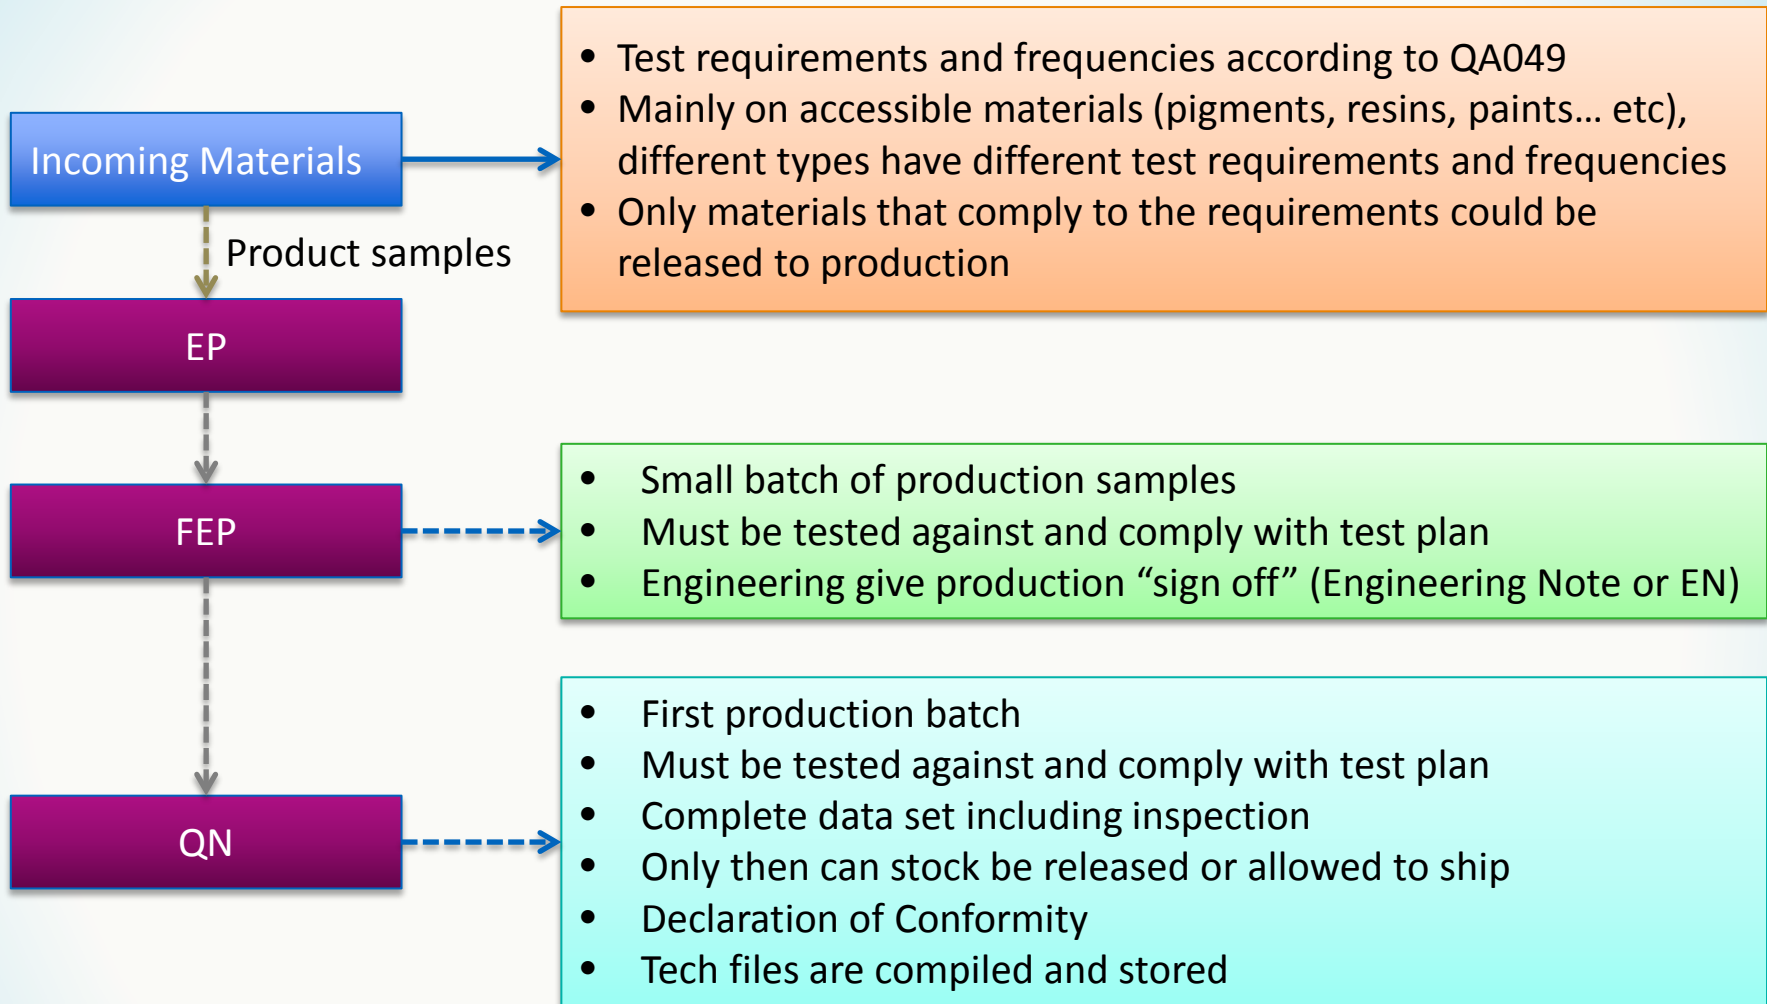 Incoming Materials
• Test requirements and frequencies according to QA049
• Mainly on accessible materials (pigments, resins, paints... etc),
different types have different test requirements and frequencies
• Only materials that comply to the requirements could be
released to production
Product samples
EP
FEP
• Small batch of production samples
• Must be tested against and comply with test plan
• Engineering give production “sign off” (Engineering Note or EN)
QN
• First production batch
• Must be tested against and comply with test plan
• Complete data set including inspection
• Only then can stock be released or allowed to ship
• Declaration of Conformity
• Tech files are compiled and stored